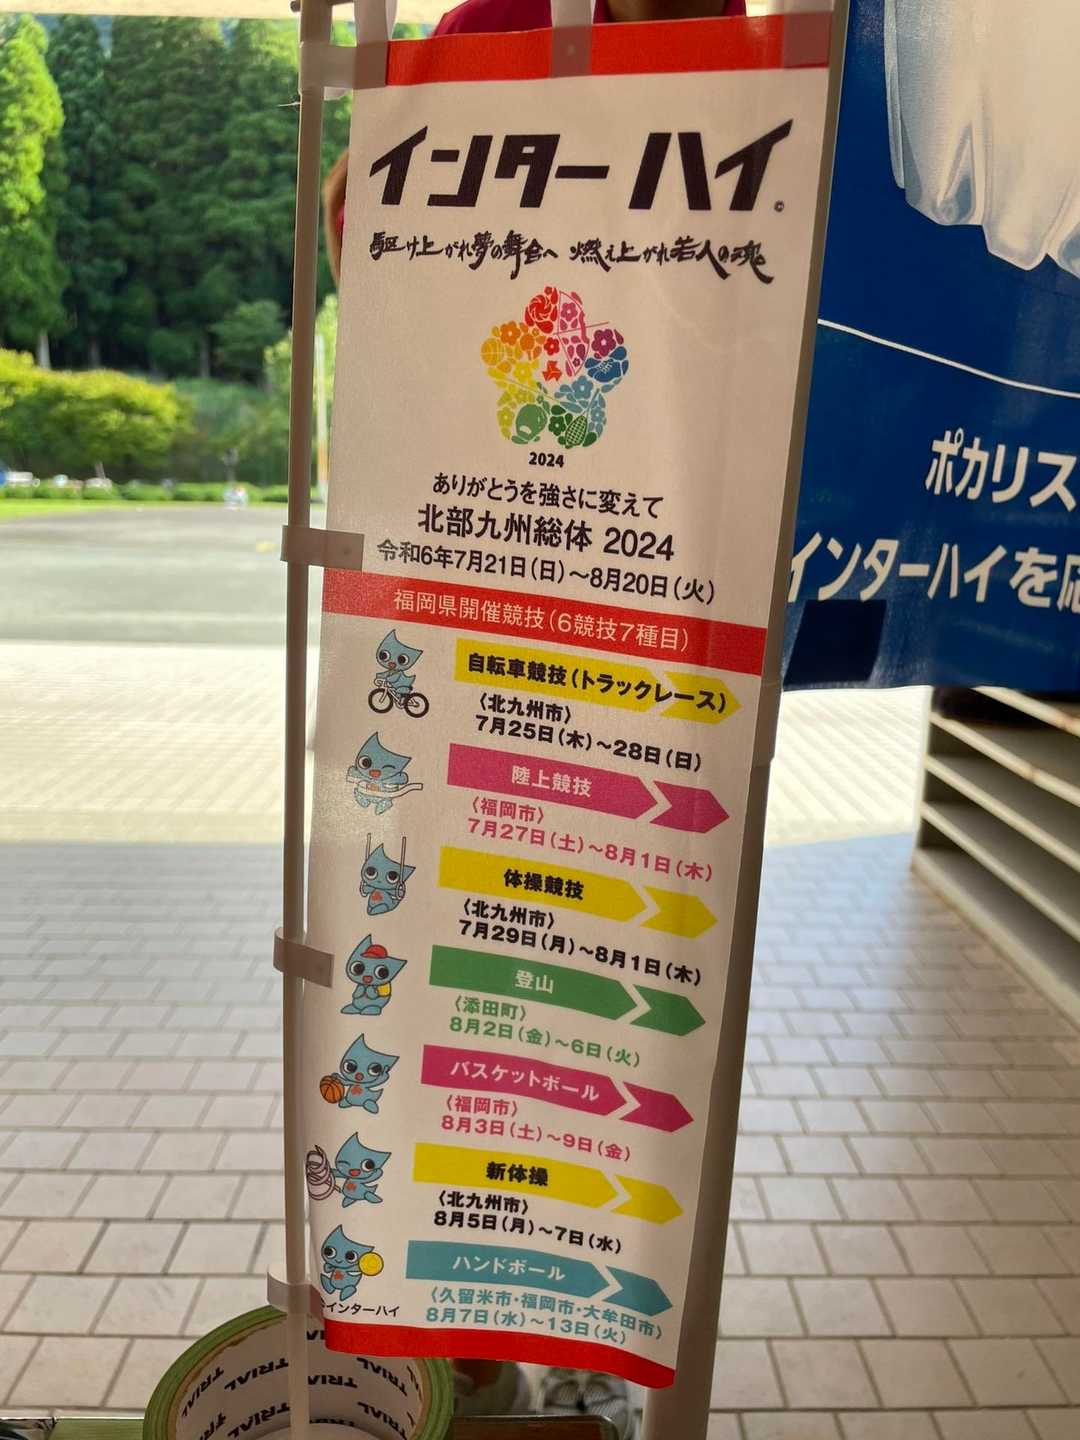 インターハイ©
駆け上がれ夢の舞台へ 燃え上がれ若人の魂
2024
ありがとうを強さに変えて
北部九州総体 2024
令和6年7月21日(日)~8月20日(火)
福岡県開催競技(6競技7種目)
自転車競技(トラックレース)
〈北九州市〉
7月25日(木)~28日(日)
陸上競技
〈福岡市〉
7月27日(土)~8月1日(木)
体操競技
〈北九州市〉
7月29日(月)~8月1日(木)
登山
〈添田町〉
8月2日(金)~6日(火)
バスケットボール
〈福岡市〉
8月3日(土)~9日(金)
新体操
〈北九州市〉
8月5日(月)~7日(水)
ハンドボール
〈久留米市・福岡市・大牟田市〉
8月7日(水)~13日(火)
インターハイ
ポカリス
インターハイを応
TRIAL TRIAL TRIAL
TRIAL TRIAL